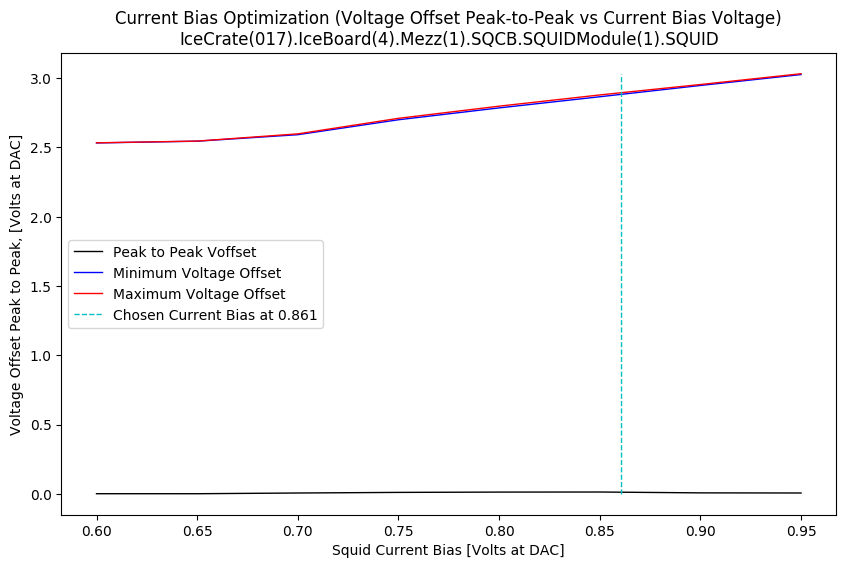 Current Bias Optimization (Voltage Offset Peak-to-Peak vs Current Bias Voltage)
IceCrate(017).IceBoard(4).Mezz(1).SQCB.SQUIDModule(1).SQUID
Voltage Offset Peak to Peak, [Volts at DAC]
3.0
2.5
2.0
1.5
1.0
0.5
0.0
Peak to Peak Voffset
Minimum Voltage Offset
Maximum Voltage Offset
Chosen Current Bias at 0.861
0.60 0.65 0.70 0.75 0.80 0.85 0.90 0.95
Squid Current Bias [Volts at DAC]